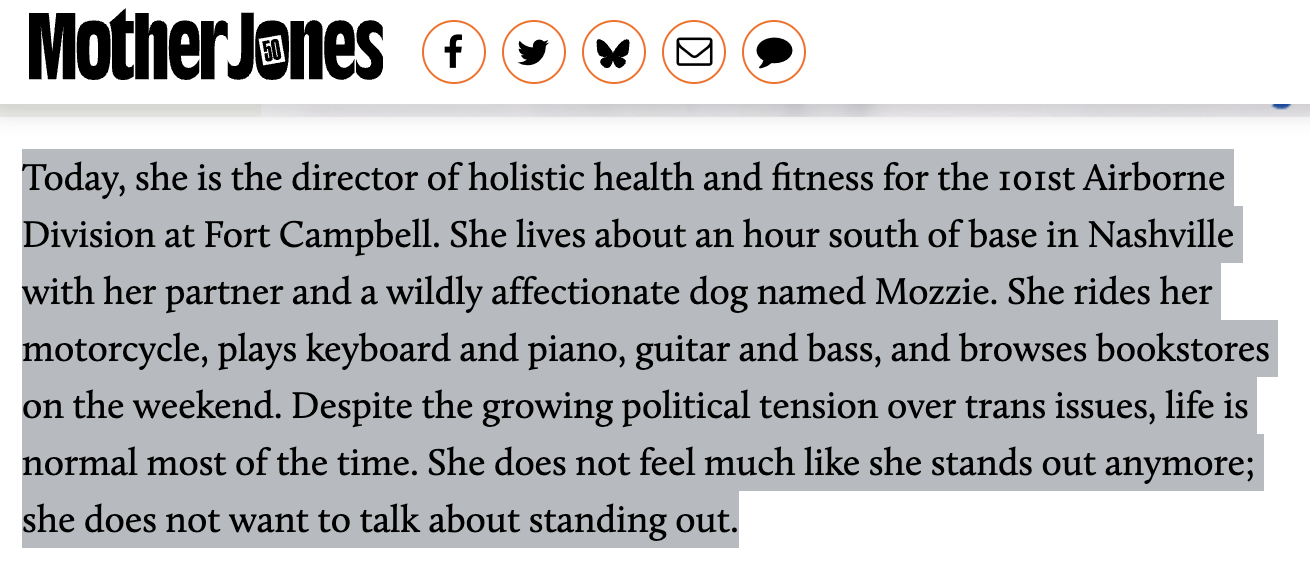 Mother Jones
50
Today, she is the director of holistic health and fitness for the 101st Airborne
Division at Fort Campbell. She lives about an hour south of base in Nashville
with her partner and a wildly affectionate dog named Mozzie. She rides her
motorcycle, plays keyboard and piano, guitar and bass, and browses bookstores
on the weekend. Despite the growing political tension over trans issues, life is
normal most of the time. She does not feel much like she stands out anymore;
she does not want to talk about standing out.